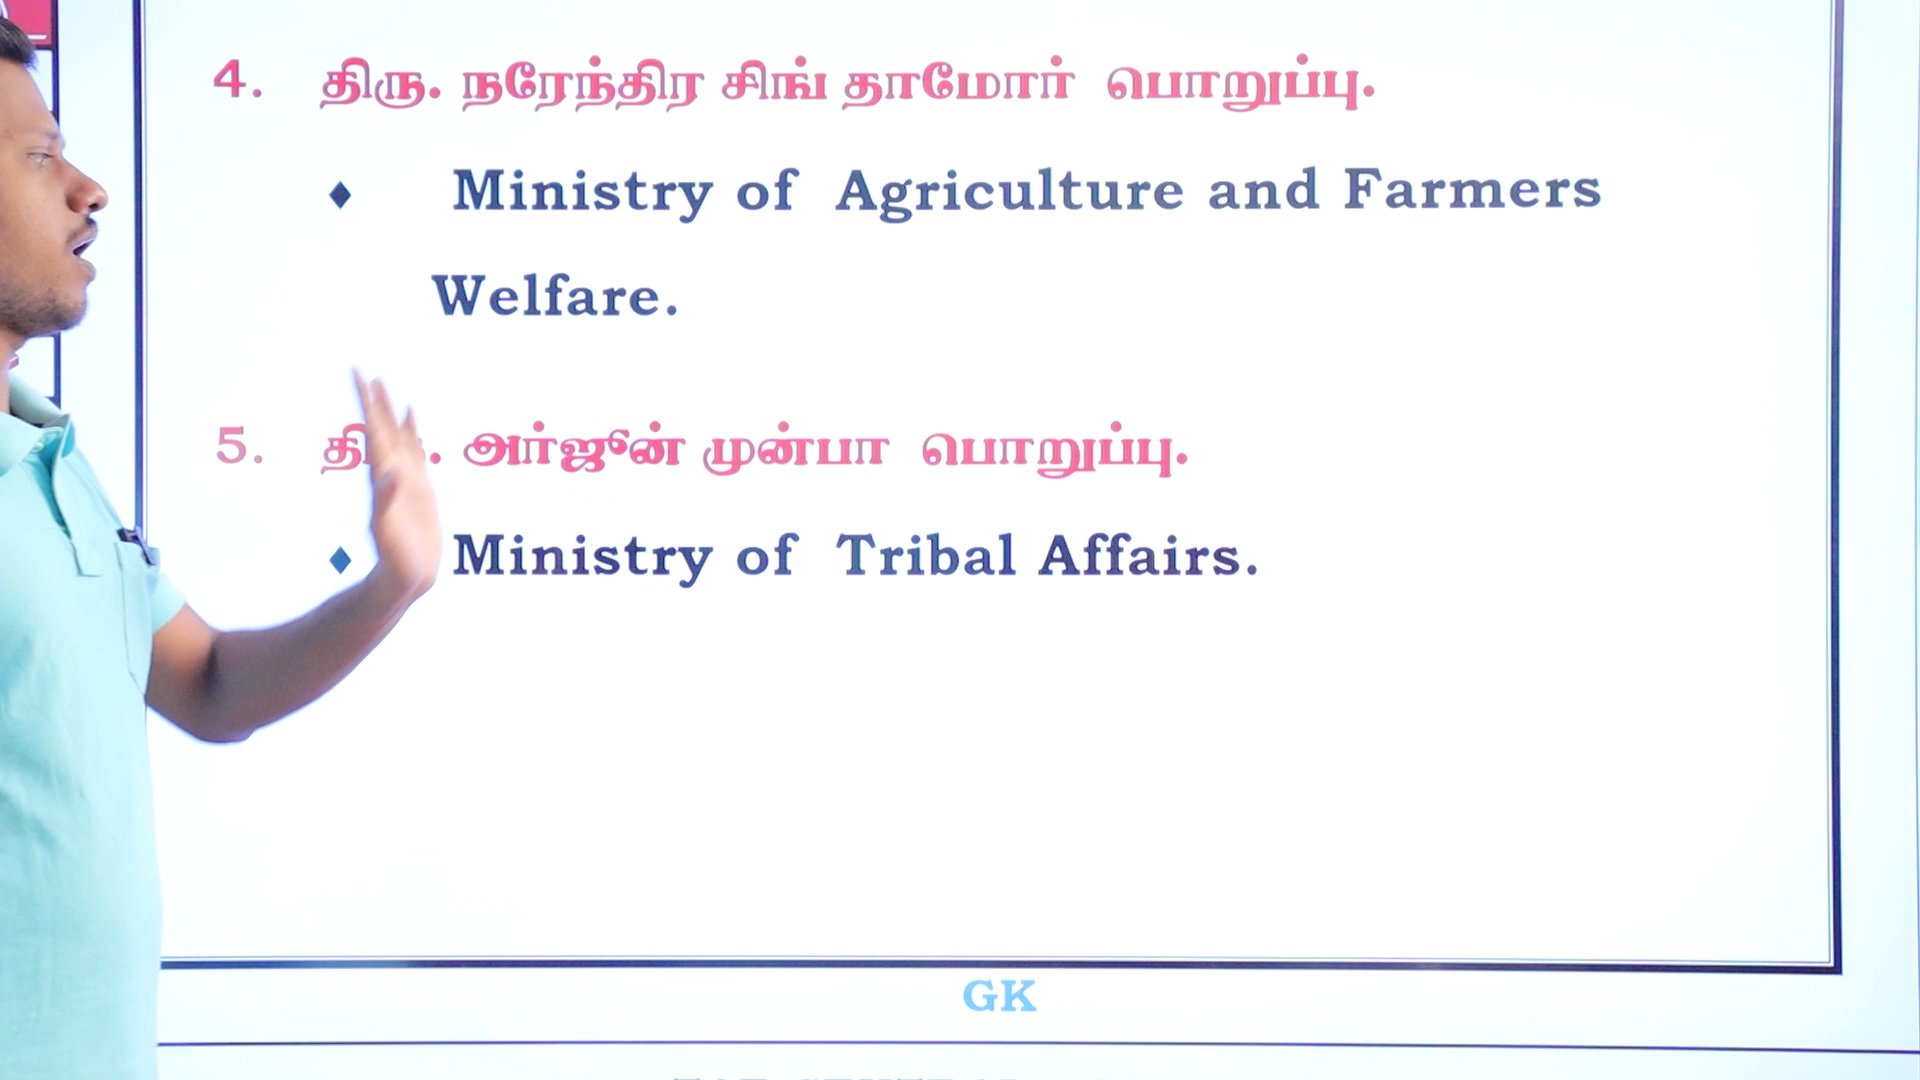 4. திரு. நரேந்திர சிங் தாமோர் பொறுப்பு.
♦ Ministry of Agriculture and Farmers
Welfare.
5. அர்ஜூன் முன்பா பொறுப்பு.
♦ Ministry of Tribal Affairs.
GK